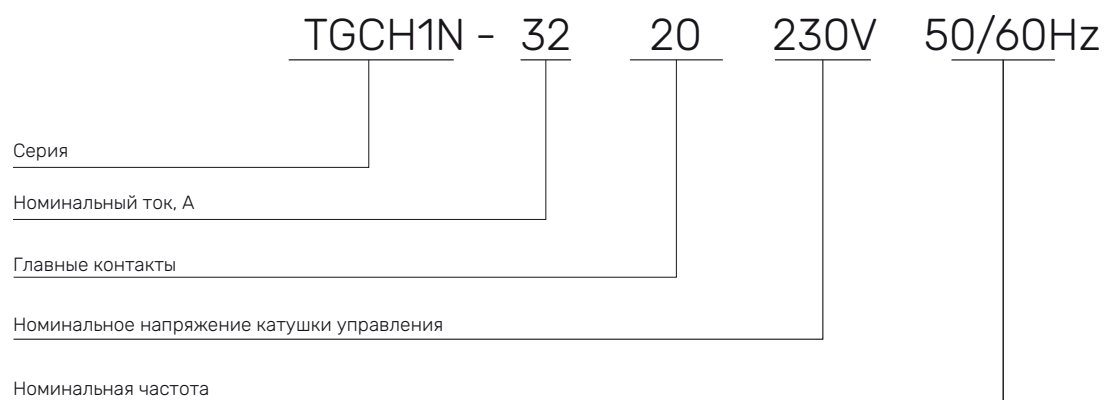 TGCH1N - 32 20 230V 50/60Hz
Серия
Номинальный ток, А
Главные контакты
Номинальное напряжение катушки управления
Номинальная частота